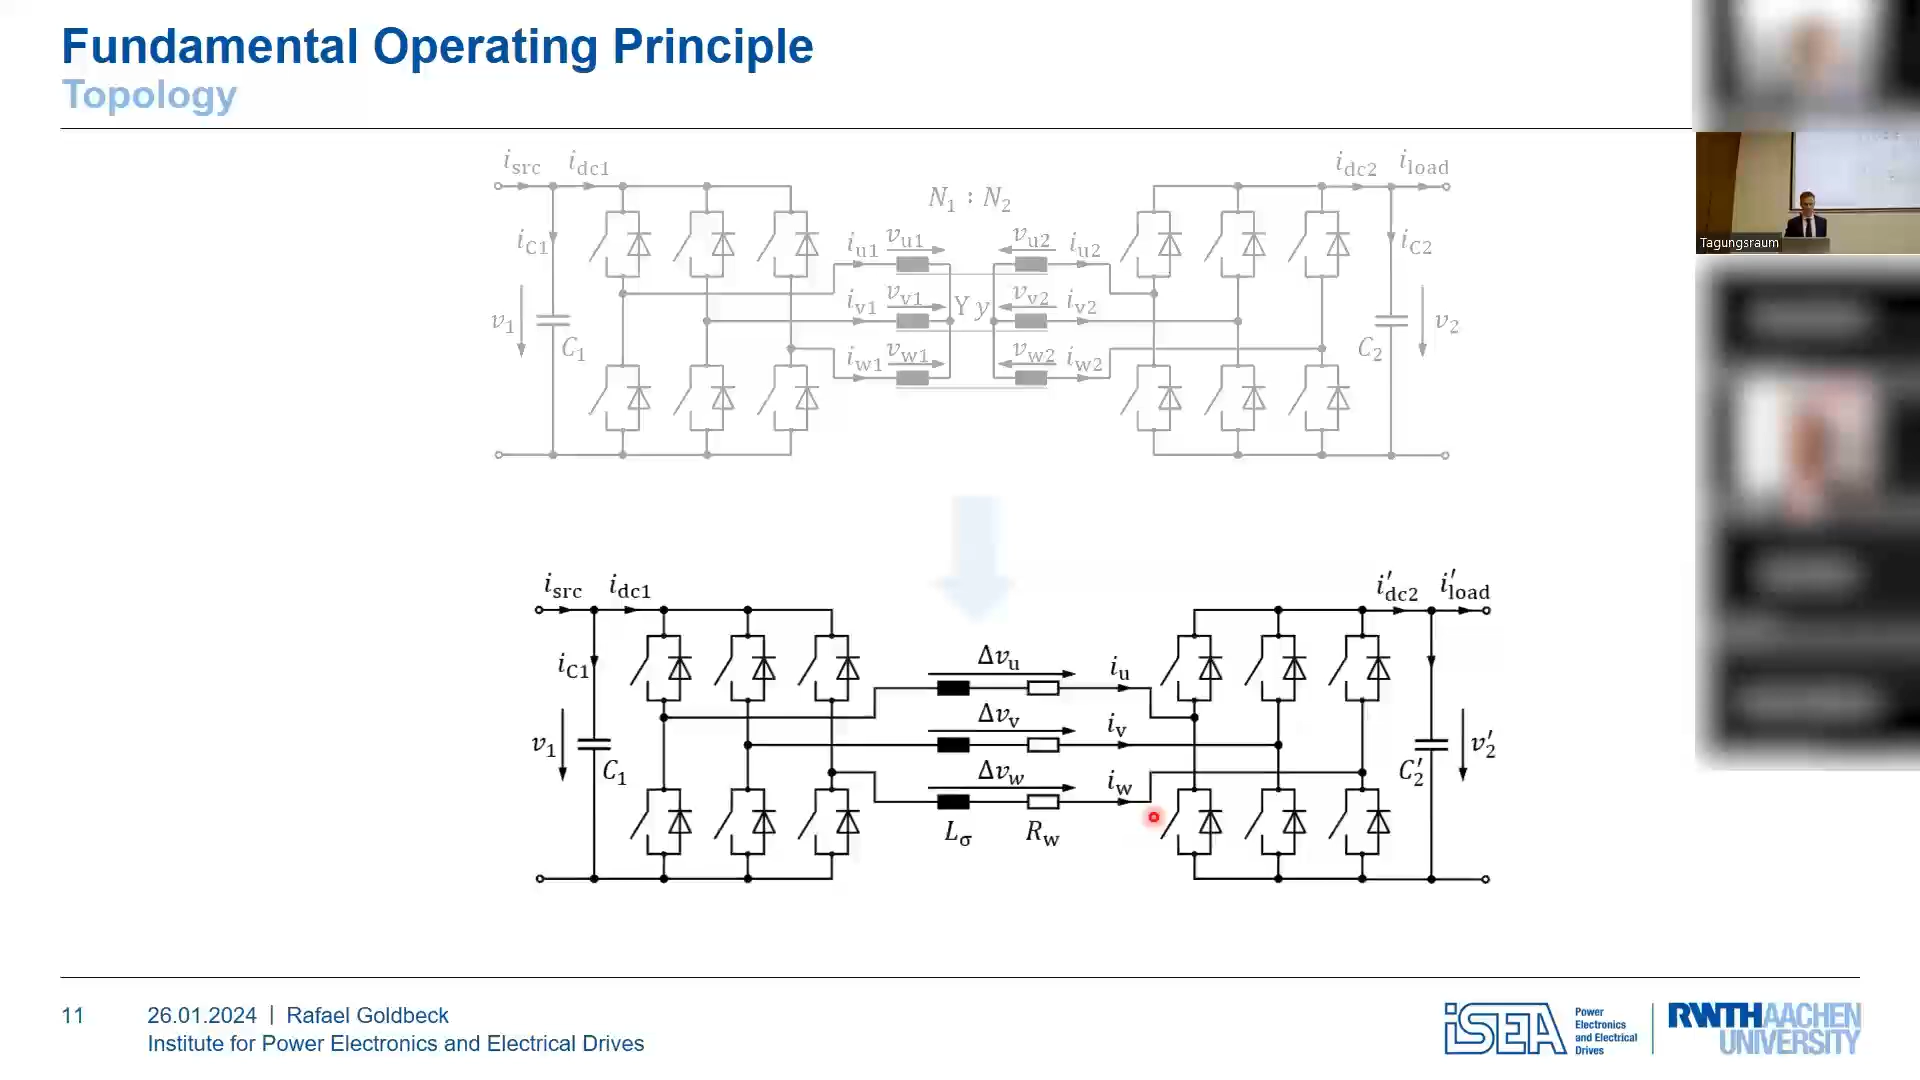 Fundamental Operating Principle
Topology
i_src i_dc1 i_dc2 i_load
N_1 : N_2
i_C1 i_u1 v_u1 v_u2 i_u2 i_C2
v_1 i_v1 v_v1 Y y v_v2 i_v2 v_2
C_1 i_w1 v_w1 v_w2 i_w2 C_2
i_src i_dc1 i′_dc2 i′_load
i_C1 Δv_u i_u
v_1 Δv_v i_v v′_2
C_1 Δv_w i_w C′_2
L_σ R_w
Tagungsraum
11 26.01.2024 | Rafael Goldbeck
Institute for Power Electronics and Electrical Drives
iSEA Power
Electronics
and Electrical
Drives
RWTH AACHEN
UNIVERSITY